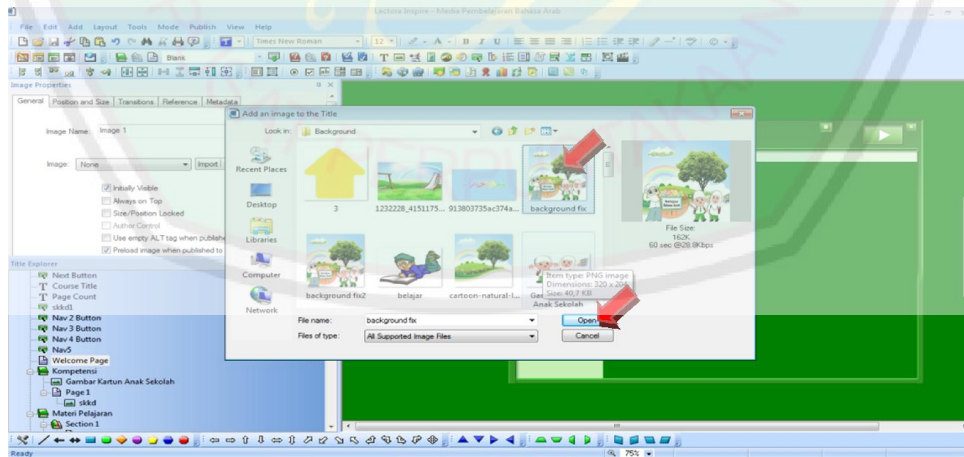 Lectora Inspire - Media Pembelajaran Bahasa Arab
File Edit Add Layout Tools Mode Publish View Help
Times New Roman 12
Blank
Image Properties
General Position and Size Transitions Reference Metadata
Image Name: Image 1
Image: None Import
Initially Visible
Always on Top
Size/Position Locked
Author Control
Use empty ALT tag when publishe
Preload image when published to
Title Explorer
Next Button
Course Title
Page Count
skkd1
Nav 2 Button
Nav 3 Button
Nav 4 Button
Nav5
Welcome Page
Kompetensi
Gambar Kartun Anak Sekolah
Page 1
skkd
Materi Pelajaran
Section 1
Add an image to the Title
Look in: Background
Recent Places
Desktop
Libraries
Computer
Network
3 1232228_4151175... 913803735ac374a... background fix
background fix2 belajar cartoon-natural-l...
Anak Sekolah
Item type: PNG image
Dimensions: 320 x 204
Size: 40,7 KB
File name: background fix Open
Files of type: All Supported Image Files Cancel
File Size:
162K
60 sec @28.8Kbps
Ready 75%